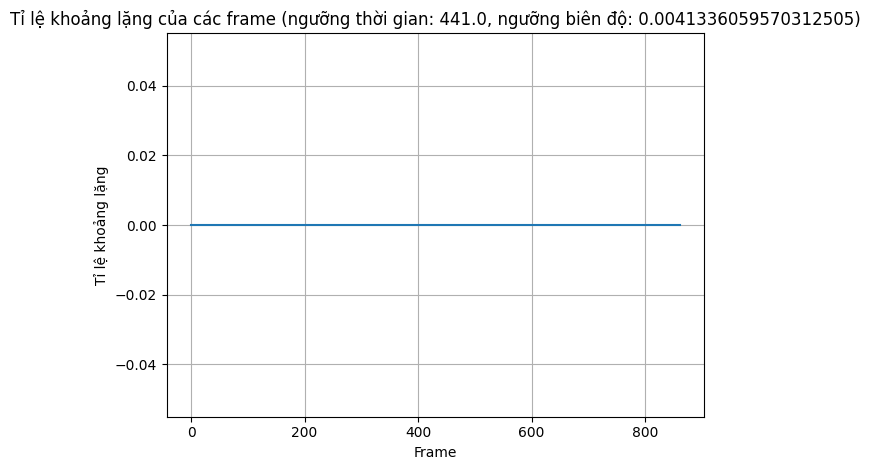 Tỉ lệ khoảng lặng của các frame (ngưỡng thời gian: 441.0, ngưỡng biên độ: 0.0041336059570312505)
0.04
0.02
0.00
−0.02
−0.04
Tỉ lệ khoảng lặng
0 200 400 600 800
Frame